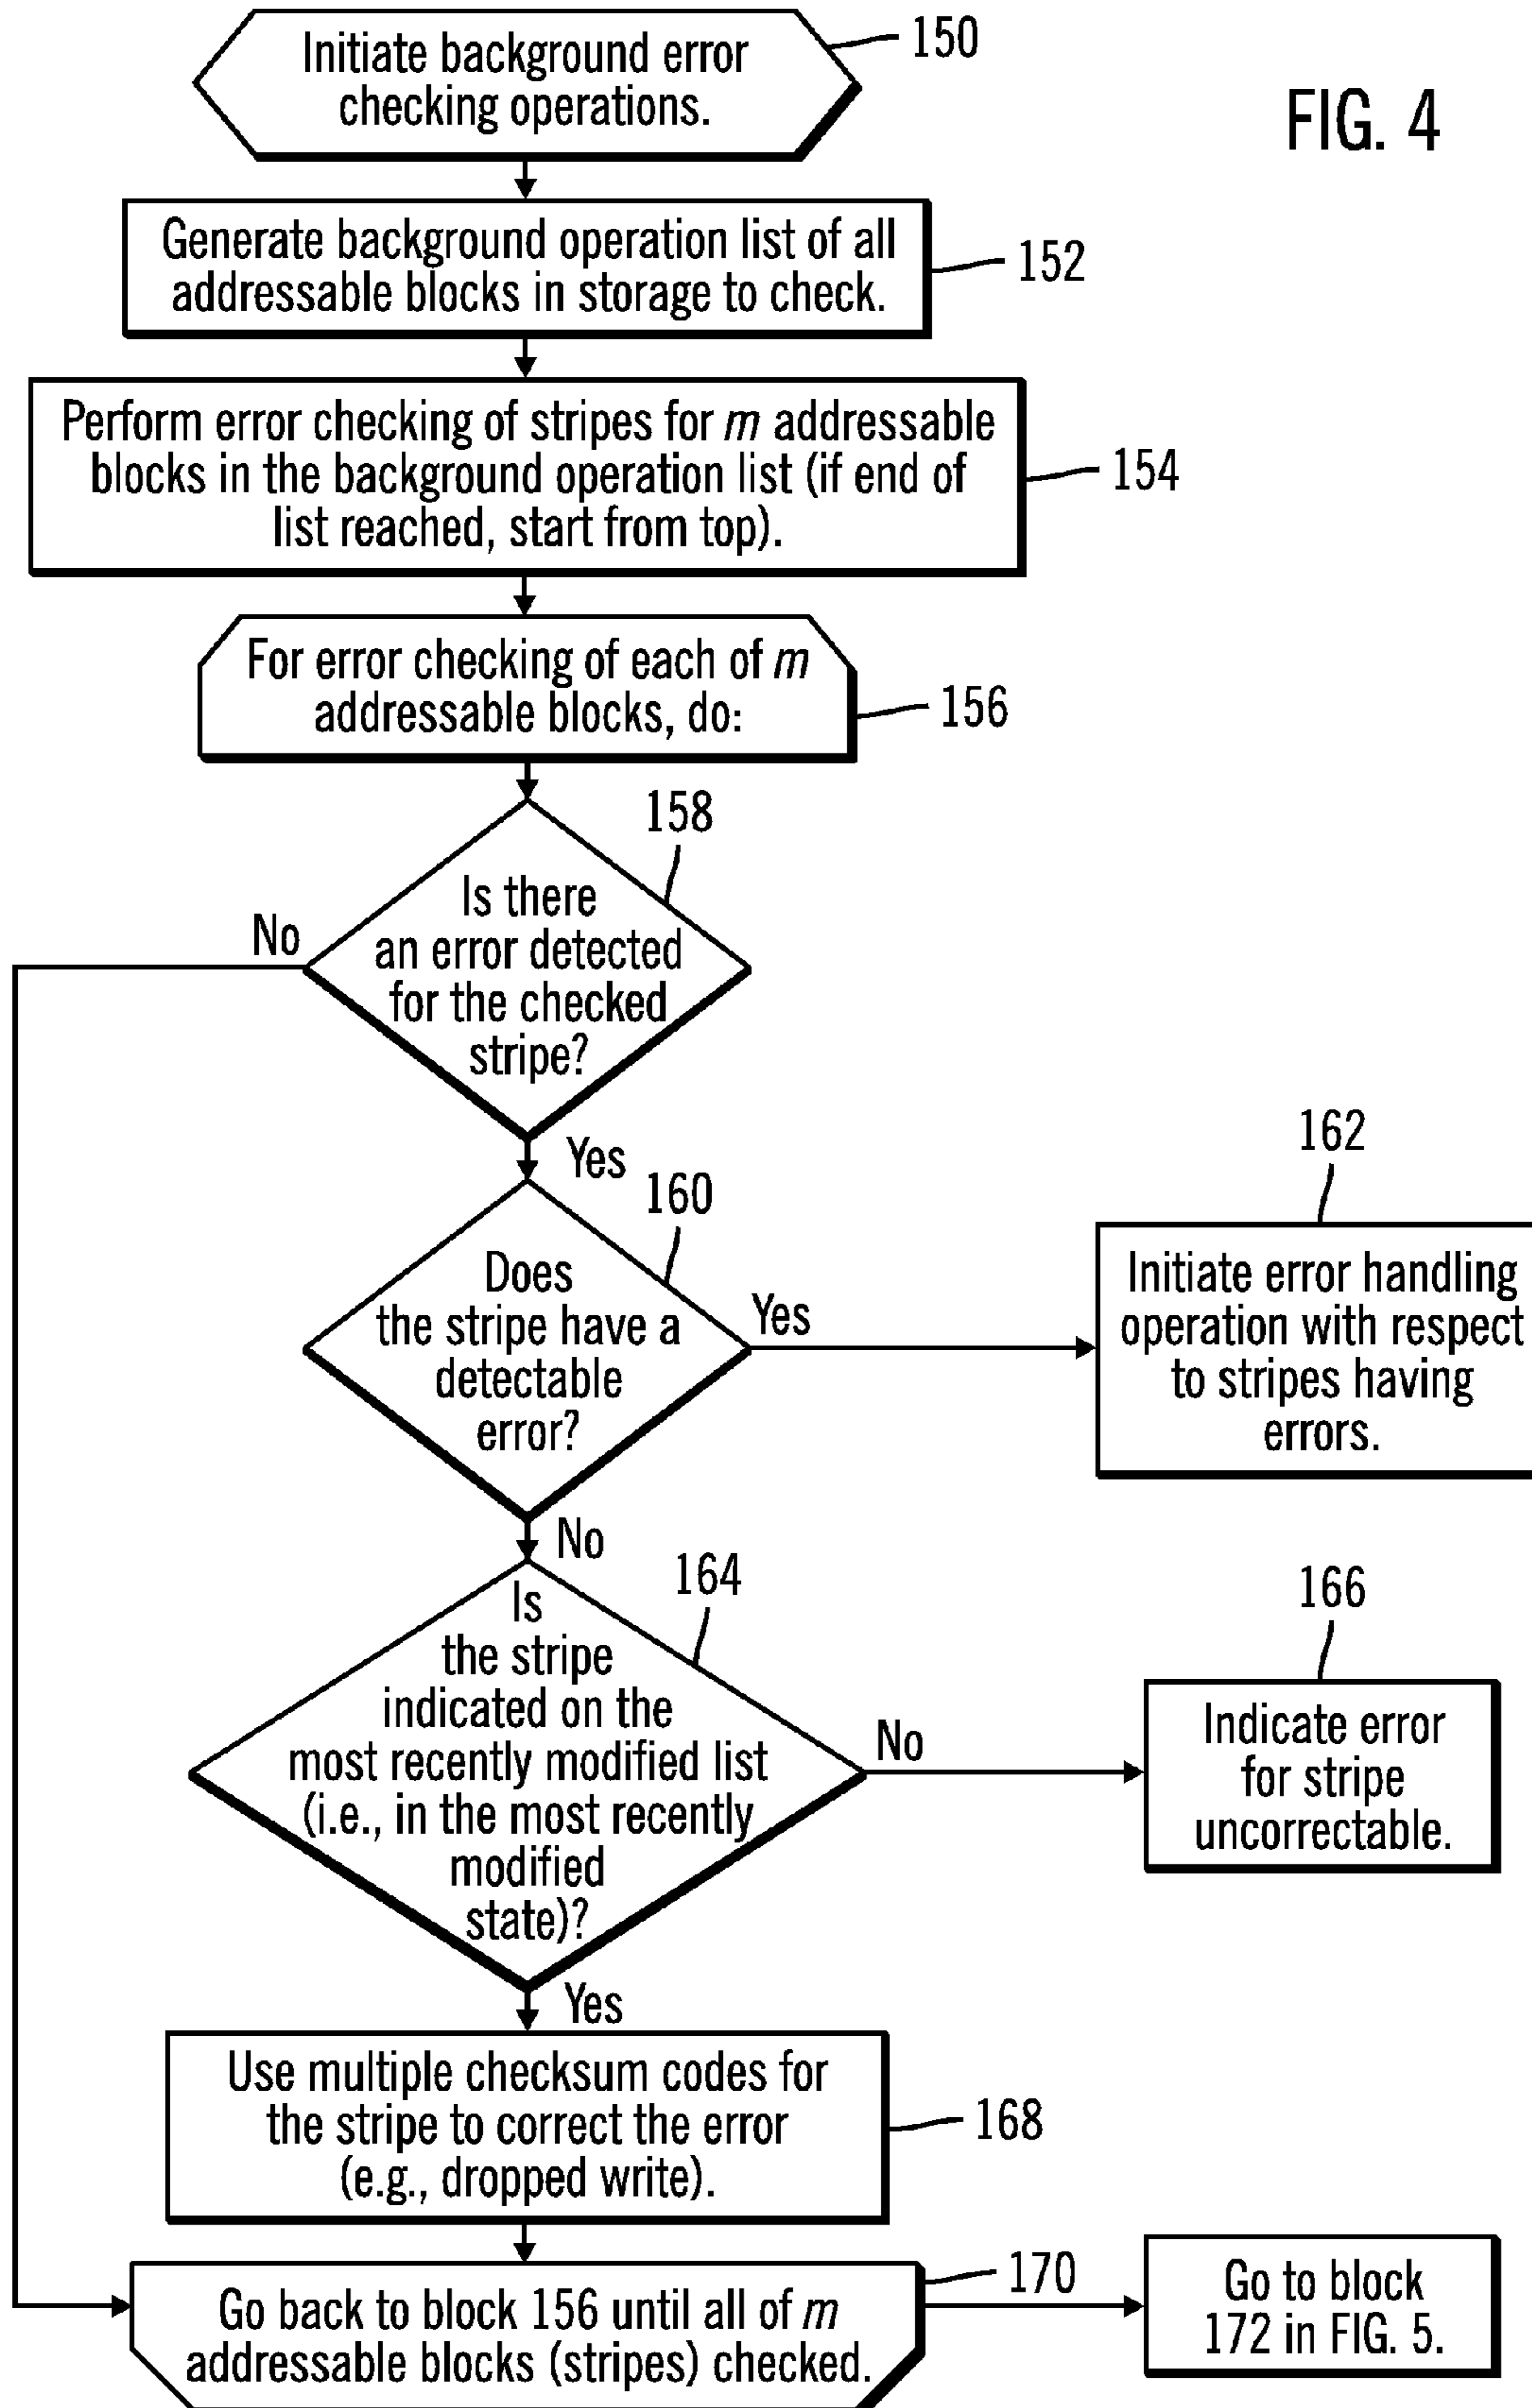 Initiate background error
checking operations.
150
FIG. 4
Generate background operation list of all
addressable blocks in storage to check.
152
Perform error checking of stripes for m addressable
blocks in the background operation list (if end of
list reached, start from top).
154
For error checking of each of m
addressable blocks, do:
156
158
Is there
an error detected
for the checked
stripe?
No
Yes
160
Does
the stripe have a
detectable
error?
Yes
162
Initiate error handling
operation with respect
to stripes having
errors.
No
164
Is
the stripe
indicated on the
most recently modified list
(i.e., in the most recently
modified
state)?
No
166
Indicate error
for stripe
uncorrectable.
Yes
Use multiple checksum codes for
the stripe to correct the error
(e.g., dropped write).
168
Go back to block 156 until all of m
addressable blocks (stripes) checked.
170
Go to block
172 in FIG. 5.